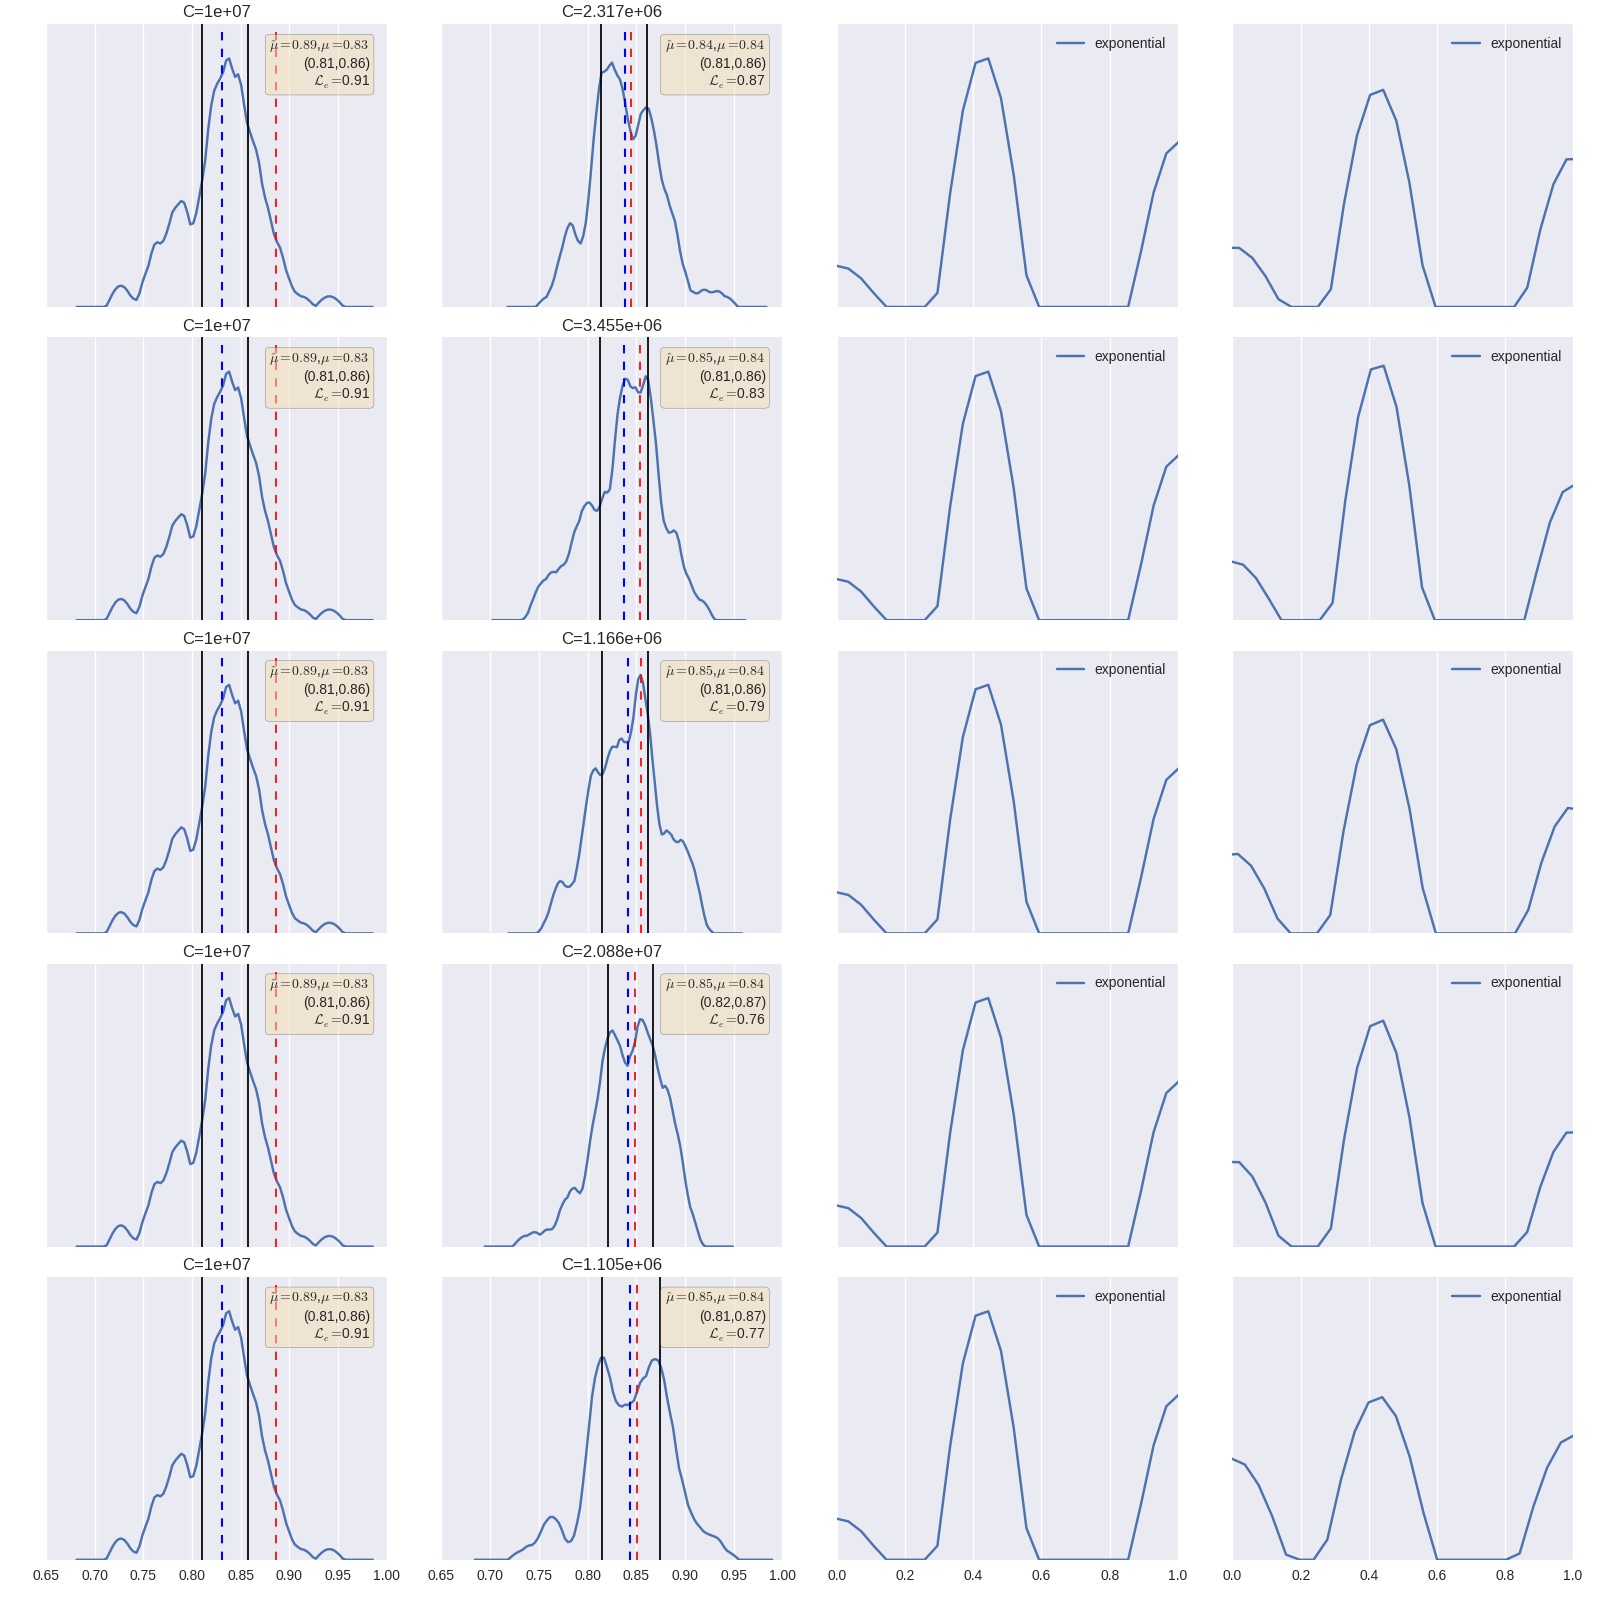 C=1e+07
μ̂=0.89,μ=0.83
(0.81,0.86)
ℒₑ=0.91
C=2.317e+06
μ̂=0.84,μ=0.84
(0.81,0.86)
ℒₑ=0.87
exponential
exponential
C=1e+07
μ̂=0.89,μ=0.83
(0.81,0.86)
ℒₑ=0.91
C=3.455e+06
μ̂=0.85,μ=0.84
(0.81,0.86)
ℒₑ=0.83
exponential
exponential
C=1e+07
μ̂=0.89,μ=0.83
(0.81,0.86)
ℒₑ=0.91
C=1.166e+06
μ̂=0.85,μ=0.84
(0.81,0.86)
ℒₑ=0.79
exponential
exponential
C=1e+07
μ̂=0.89,μ=0.83
(0.81,0.86)
ℒₑ=0.91
C=2.088e+07
μ̂=0.85,μ=0.84
(0.82,0.87)
ℒₑ=0.76
exponential
exponential
C=1e+07
μ̂=0.89,μ=0.83
(0.81,0.86)
ℒₑ=0.91
C=1.105e+06
μ̂=0.85,μ=0.84
(0.81,0.87)
ℒₑ=0.77
exponential
exponential
0.65 0.70 0.75 0.80 0.85 0.90 0.95 1.00
0.65 0.70 0.75 0.80 0.85 0.90 0.95 1.00
0.0 0.2 0.4 0.6 0.8 1.0
0.0 0.2 0.4 0.6 0.8 1.0